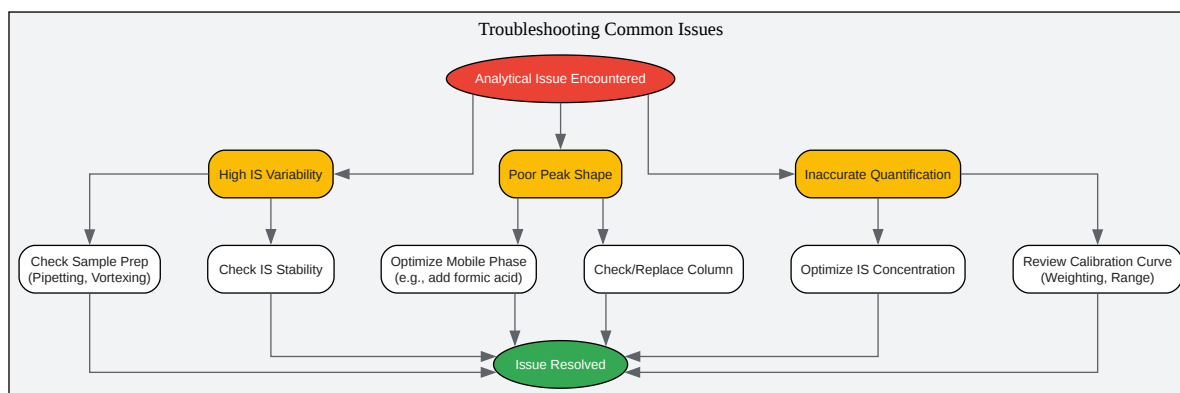 Troubleshooting Common Issues
Analytical Issue Encountered
High IS Variability
Poor Peak Shape
Inaccurate Quantification
Check Sample Prep
(Pipetting, Vortexing)
Check IS Stability
Optimize Mobile Phase
(e.g., add formic acid)
Check/Replace Column
Optimize IS Concentration
Review Calibration Curve
(Weighting, Range)
Issue Resolved